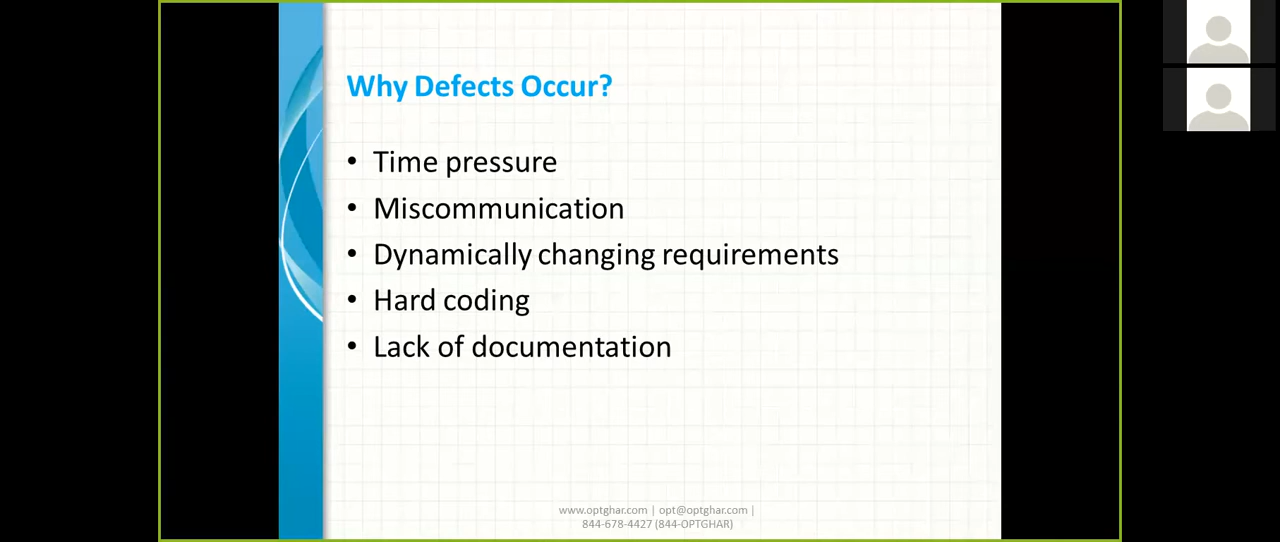 Why Defects Occur?
• Time pressure
• Miscommunication
• Dynamically changing requirements
• Hard coding
• Lack of documentation
www.optghar.com | opt@optghar.com |
844-678-4427 (844-OPTGHAR)